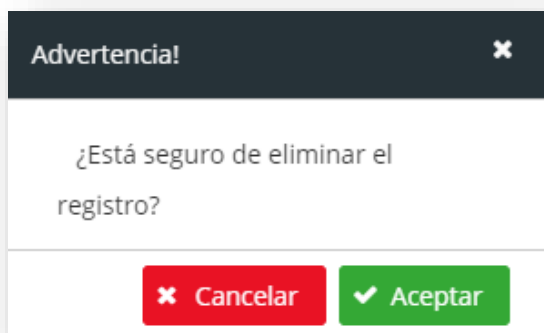 Advertencia!
¿Está seguro de eliminar el
registro?
Cancelar
Aceptar